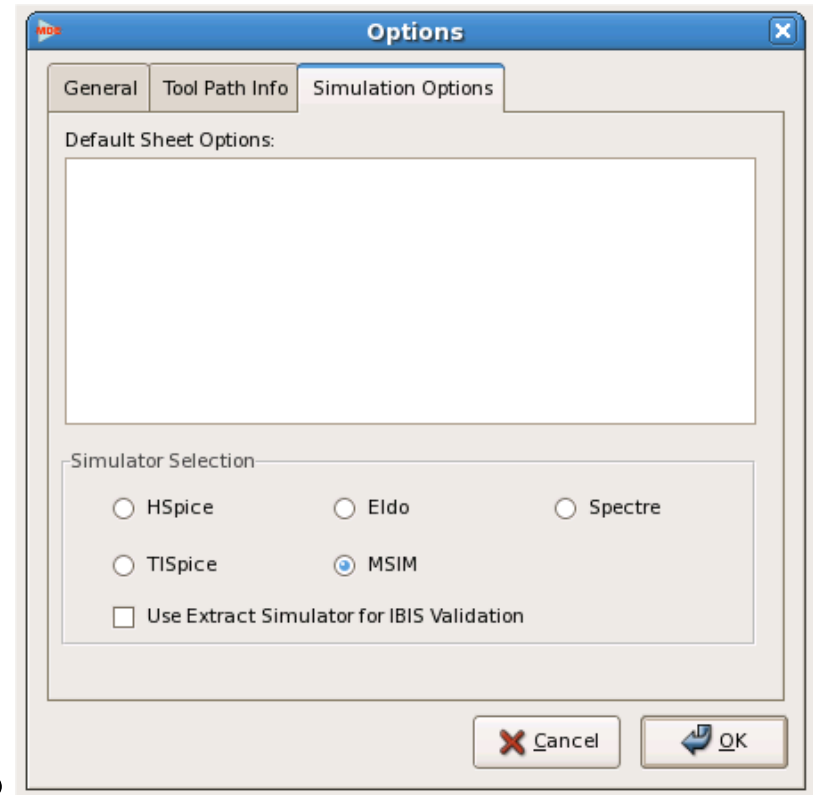 MDD
Options
General Tool Path Info Simulation Options
Default Sheet Options:
Simulator Selection
HSpice Eldo Spectre
TISpice MSIM
Use Extract Simulator for IBIS Validation
Cancel OK